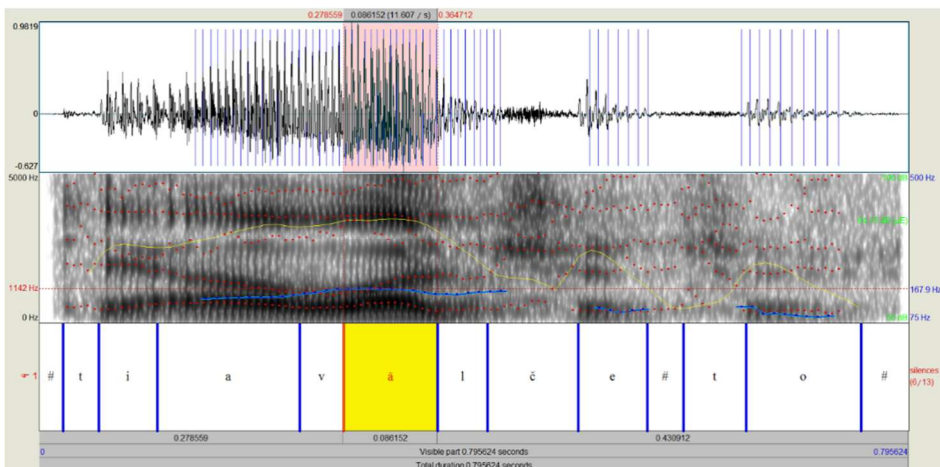 0.278559 0.086152 (11.607 / s) 0.364712
0.9819
0
-0.627
5000 Hz 500 Hz
1142 Hz 167.9 Hz
0 Hz 75 Hz
1 # t i a v ā l č e # t o # silences
(6/13)
0.278559 0.086152 0.430912
0 Visible part 0.795624 seconds 0.795624
Total duration 0.795624 seconds